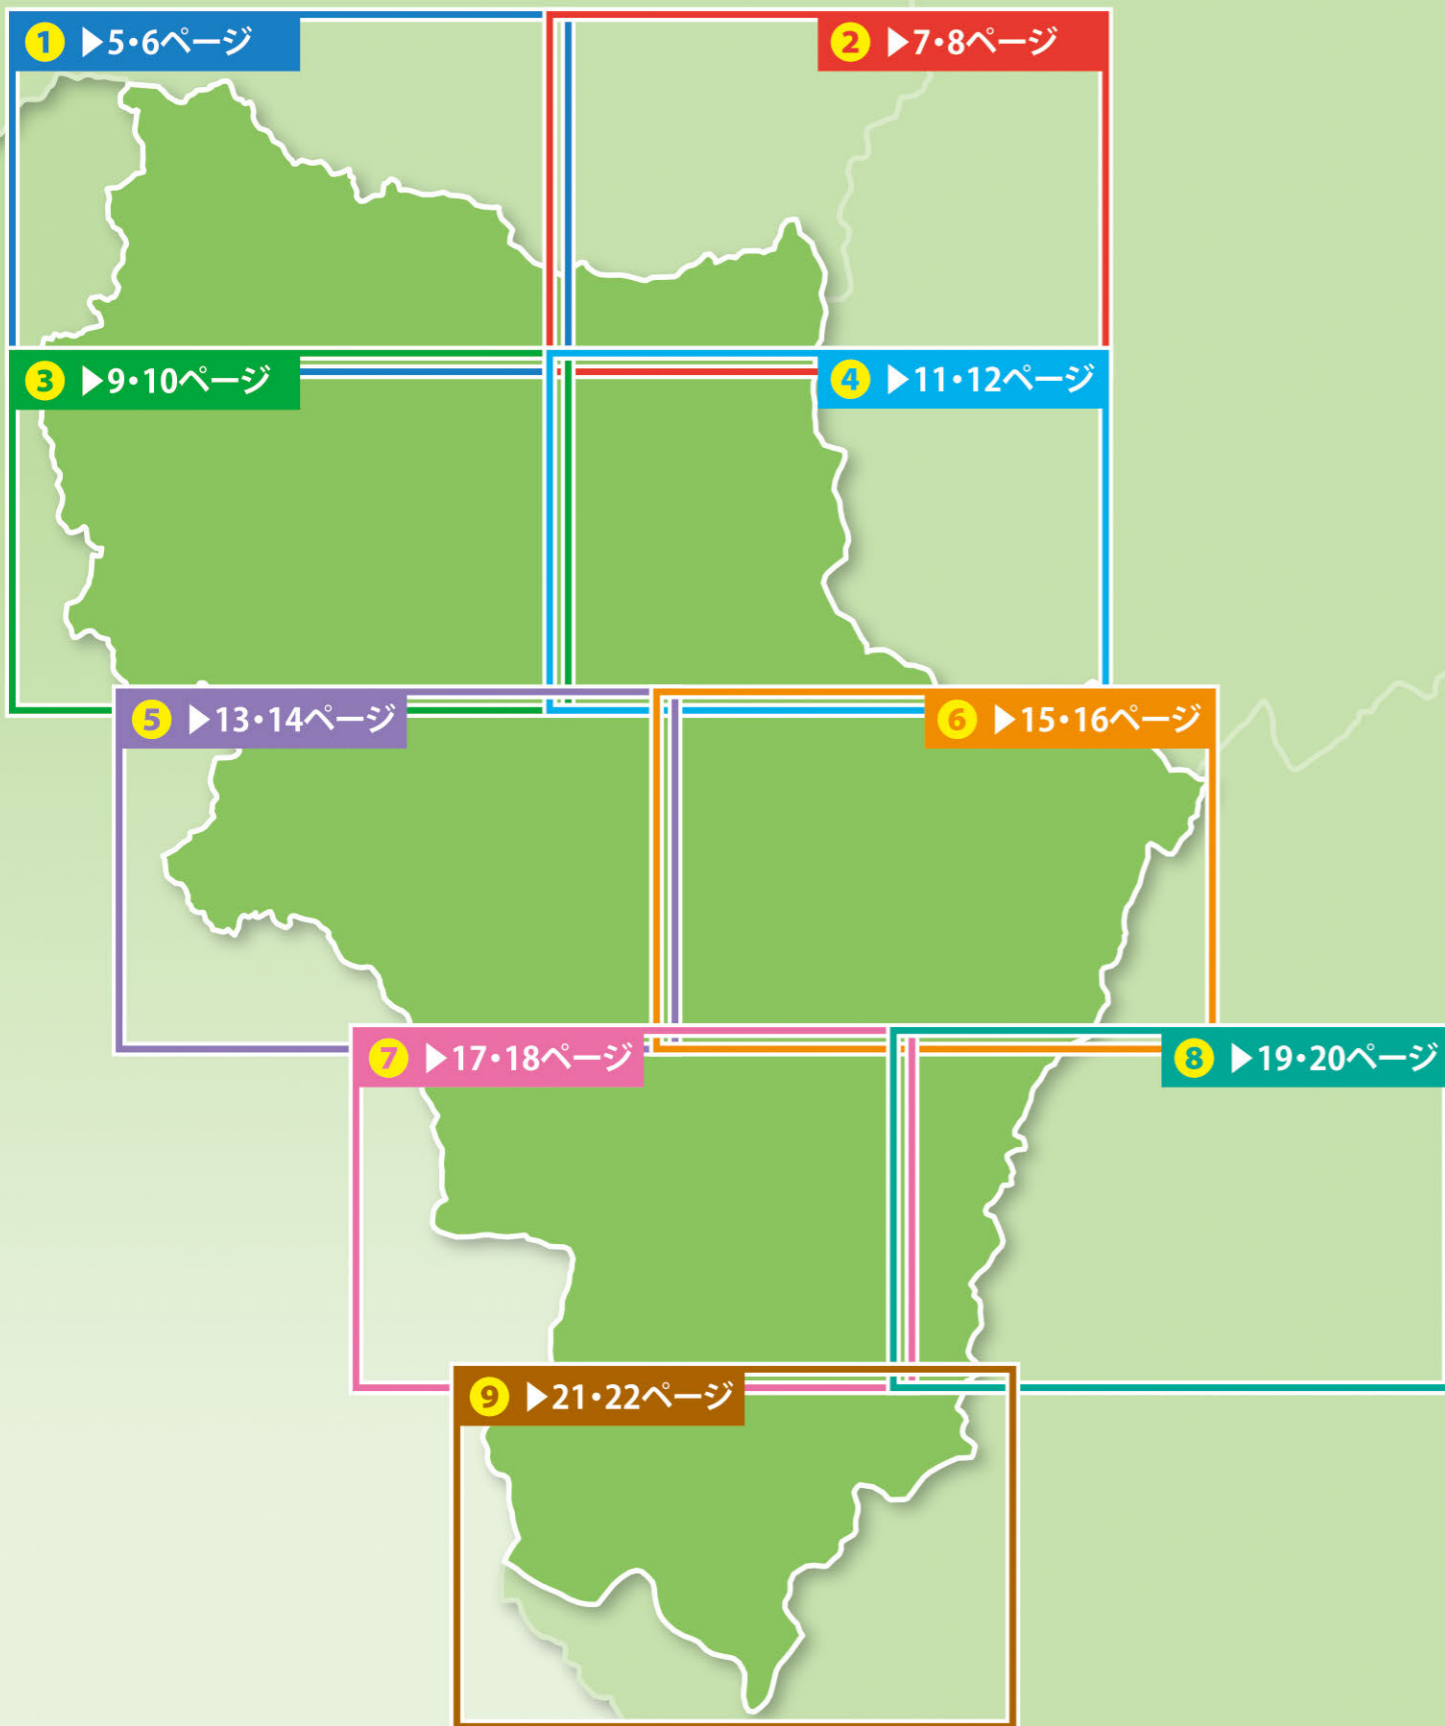 1 ▶5・6ページ
2 ▶7・8ページ
3 ▶9・10ページ
4 ▶11・12ページ
5 ▶13・14ページ
6 ▶15・16ページ
7 ▶17・18ページ
8 ▶19・20ページ
9 ▶21・22ページ